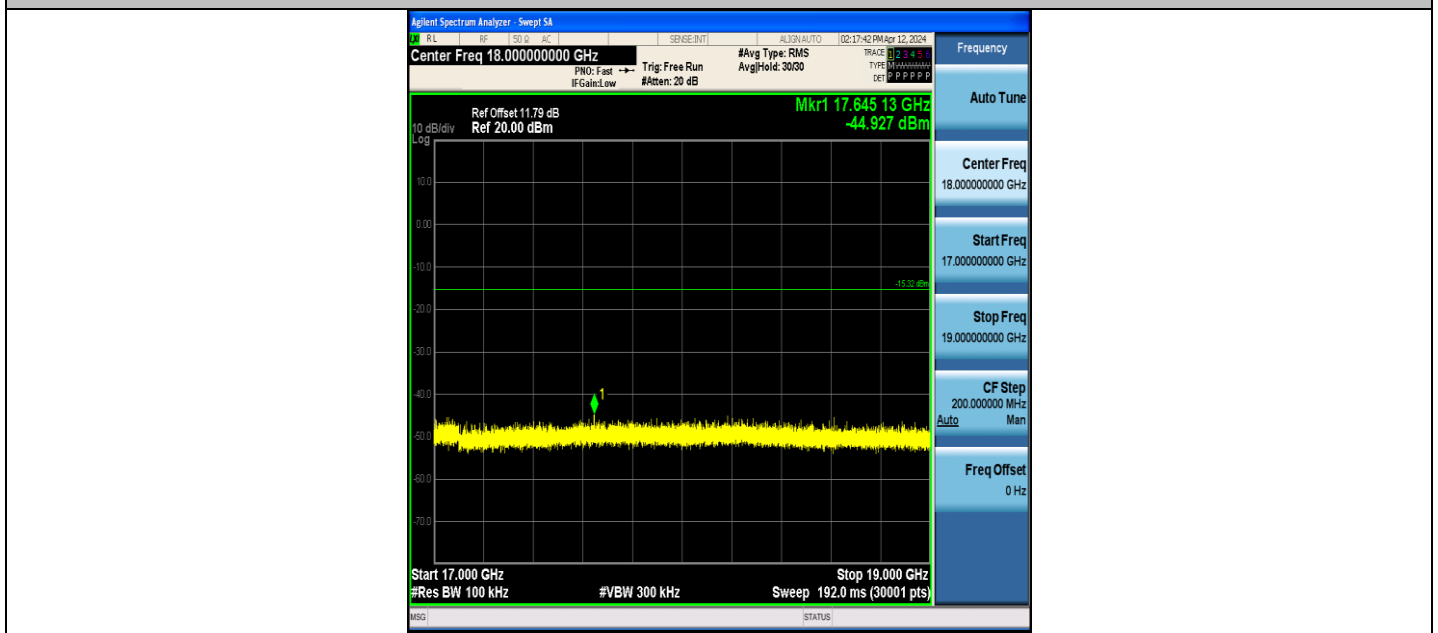 Agilent Spectrum Analyzer - Swept SA
RL RF 50 Ω AC SENSE:INT ALIGNAUTO 02:17:42 PM Apr 12, 2024
Center Freq 18.000000000 GHz
PNO: Fast
IFGain:Low
Trig: Free Run
#Atten: 20 dB
#Avg Type: RMS
Avg|Hold: 30/30
TRACE 1 2 3 4 5 6
TYPE M
DET P P P P P P
Mkr1 17.645 13 GHz
-44.927 dBm
Ref Offset 11.79 dB
10 dB/div Ref 20.00 dBm
Log
10.0
0.00
-10.0
-15.32 dBm
-20.0
-30.0
-40.0
1
-50.0
-60.0
-70.0
Start 17.000 GHz Stop 19.000 GHz
#Res BW 100 kHz #VBW 300 kHz Sweep 192.0 ms (30001 pts)
MSG STATUS
Frequency
Auto Tune
Center Freq
18.000000000 GHz
Start Freq
17.000000000 GHz
Stop Freq
19.000000000 GHz
CF Step
200.000000 MHz
Auto Man
Freq Offset
0 Hz